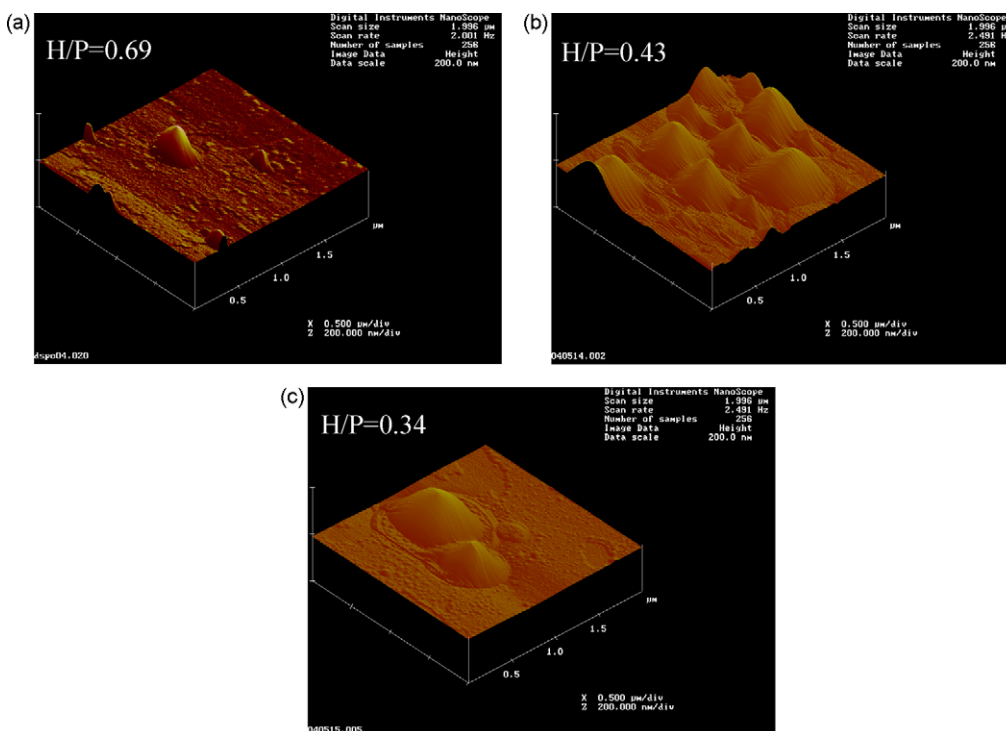 (a)
H/P=0.69
Digital Instruments NanoScope
Scan size 1.996 µm
Scan rate 2.001 Hz
Number of samples 256
Image Data Height
Data scale 200.0 nm
µm
1.5
1.0
0.5
X 0.500 µm/div
Z 200.000 nm/div
dspo04.020
(b)
H/P=0.43
Digital Instruments NanoScope
Scan size 1.996 µm
Scan rate 2.491 Hz
Number of samples 256
Image Data Height
Data scale 200.0 nm
µm
1.5
1.0
0.5
X 0.500 µm/div
Z 200.000 nm/div
040514.002
(c)
H/P=0.34
Digital Instruments NanoScope
Scan size 1.996 µm
Scan rate 2.491 Hz
Number of samples 256
Image Data Height
Data scale 200.0 nm
µm
1.5
1.0
0.5
X 0.500 µm/div
Z 200.000 nm/div
040515.005